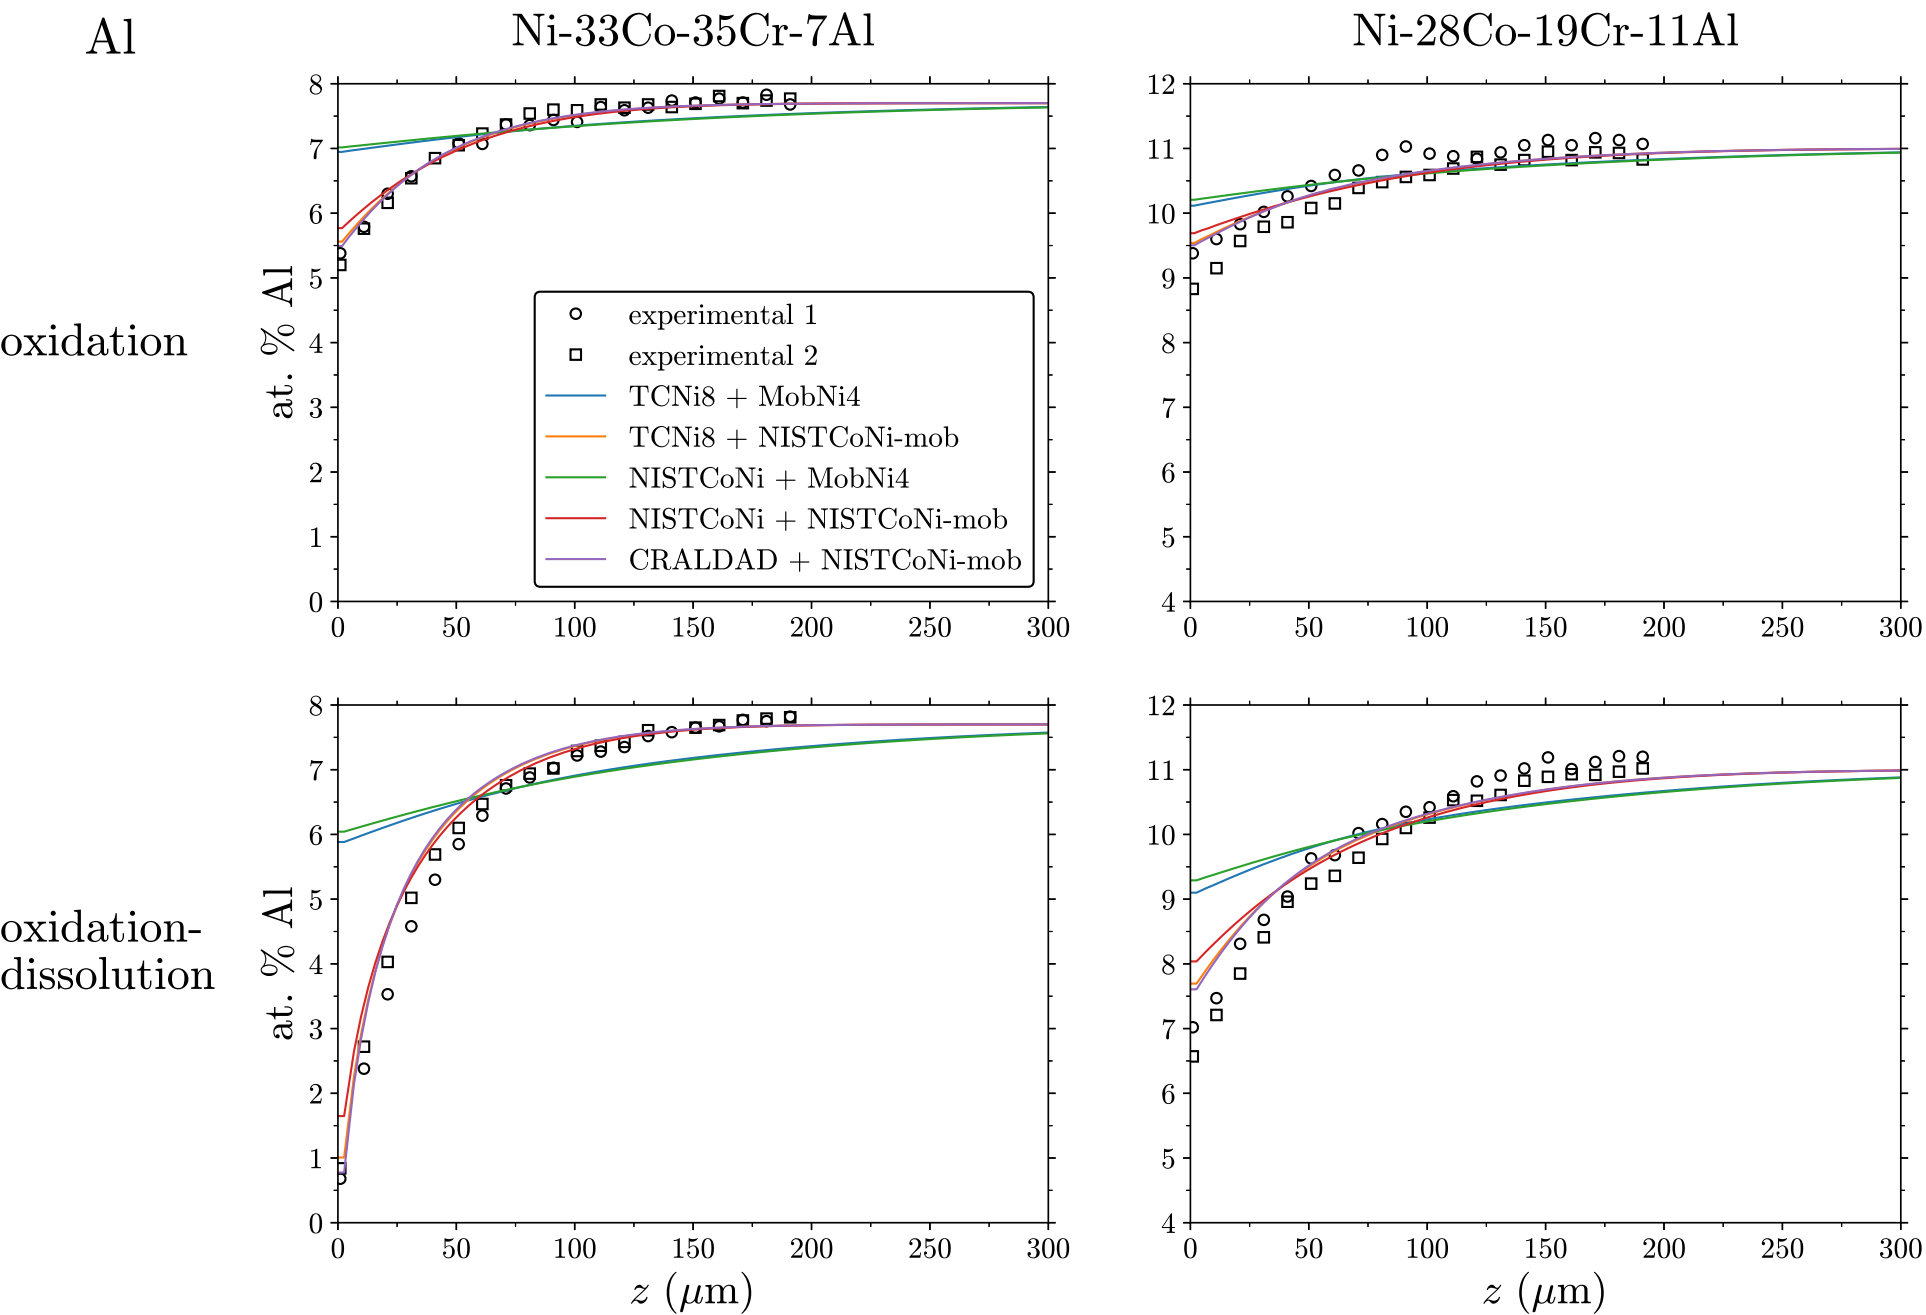 Al
Ni-33Co-35Cr-7Al
Ni-28Co-19Cr-11Al
oxidation
at. % Al
8
7
6
5
4
3
2
1
0
0 50 100 150 200 250 300
experimental 1
experimental 2
TCNi8 + MobNi4
TCNi8 + NISTCoNi-mob
NISTCoNi + MobNi4
NISTCoNi + NISTCoNi-mob
CRALDAD + NISTCoNi-mob
12
11
10
9
8
7
6
5
4
0 50 100 150 200 250 300
oxidation-
dissolution
at. % Al
8
7
6
5
4
3
2
1
0
0 50 100 150 200 250 300
z (μm)
12
11
10
9
8
7
6
5
4
0 50 100 150 200 250 300
z (μm)